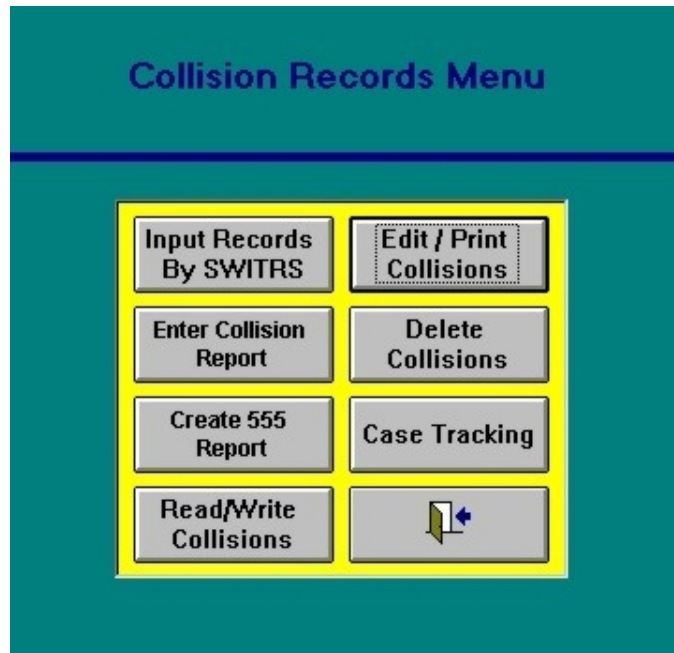 Collision Records Menu
Input Records
By SWITRS
Edit / Print
Collisions
Enter Collision
Report
Delete
Collisions
Create 555
Report
Case Tracking
Read/Write
Collisions